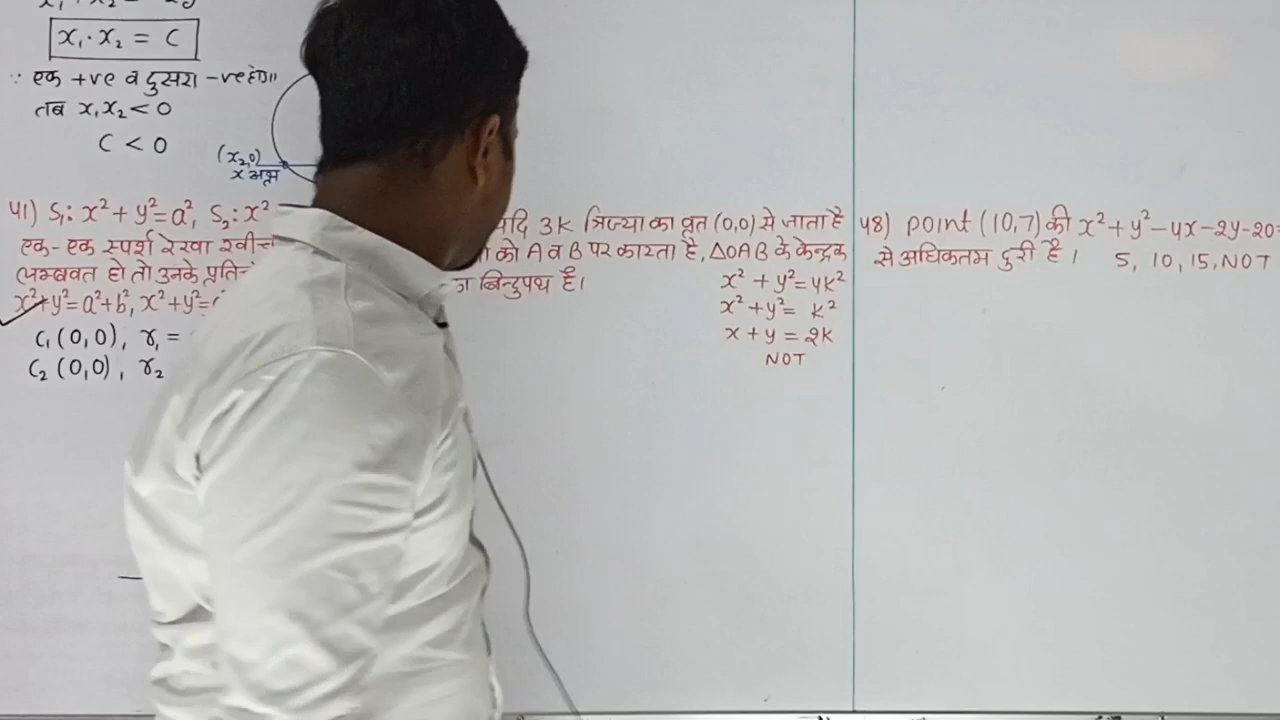 x₁·x₂ = C
∵ एक +ve व दुसरा -ve होगा
तब x₁x₂ < 0
C < 0
(x₂,0)
x अक्ष
41) S₁: x² + y² = a², S₂: x²
एक-एक स्पर्श रेखा
लम्बवत हो तो उनके
x²+y²=a²+b², x²+y²=
C₁ (0,0), r₁ =
C₂ (0,0), r₂
3K त्रिज्या का वृत (0,0) से जाता है
को A व B पर काटता है, ΔOAB के केन्द्रक
बिन्दुपथ है।
x² + y² = 4K²
x² + y² = K²
x + y = 2K
NOT
48) point (10,7) की x² + y² - 4x - 2y - 20 =
से अधिकतम दुरी है। 5, 10, 15, NOT